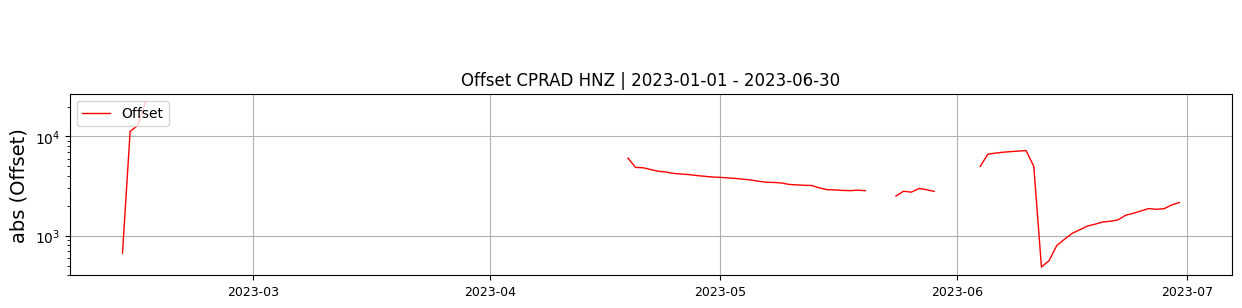 Offset CPRAD HNZ | 2023-01-01 - 2023-06-30
Offset
abs (Offset)
10^4
10^3
2023-03 2023-04 2023-05 2023-06 2023-07